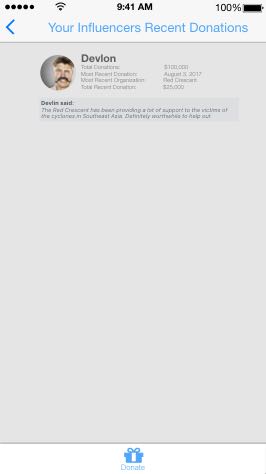 9:41 AM 100%
Your Influencers Recent Donations
Devlon
Total Donations: $100,000
Most Recent Donation: August 3, 2017
Most Recent Organization: Red Crescent
Total Recent Donation: $25,000
Devlin said:
The Red Crescent has been providing a lot of support to the victims of
the cyclones in Southeast Asia. Definitely worthwhile to help out
Donate